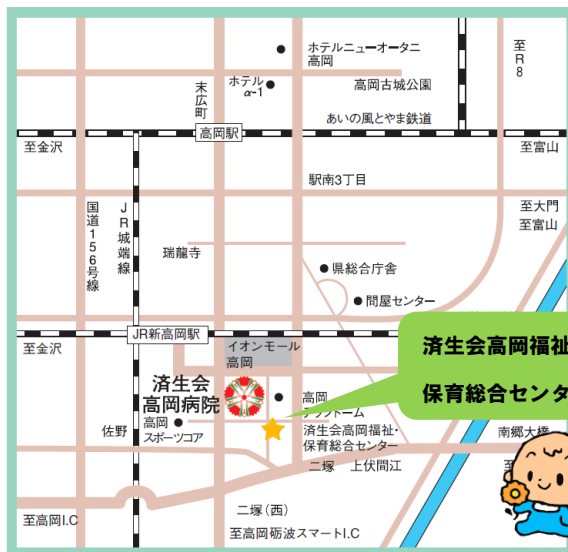 ホテルニューオータニ
高岡
至R8
末広町
ホテル
α-1
高岡古城公園
あいの風とやま鉄道
高岡駅
至金沢
至富山
駅南3丁目
国道156号線
JR城端線
至大門
至富山
瑞龍寺
県総合庁舎
問屋センター
JR新高岡駅
至金沢
イオンモール
高岡
済生会高岡福祉
保育総合センタ
済生会
高岡病院
高岡
テクノドーム
佐野
高岡
スポーツコア
済生会高岡福祉・
保育総合センター
南郷大橋
二塚
上伏間江
至
二塚（西）
至高岡I.C
至高岡砺波スマートI.C